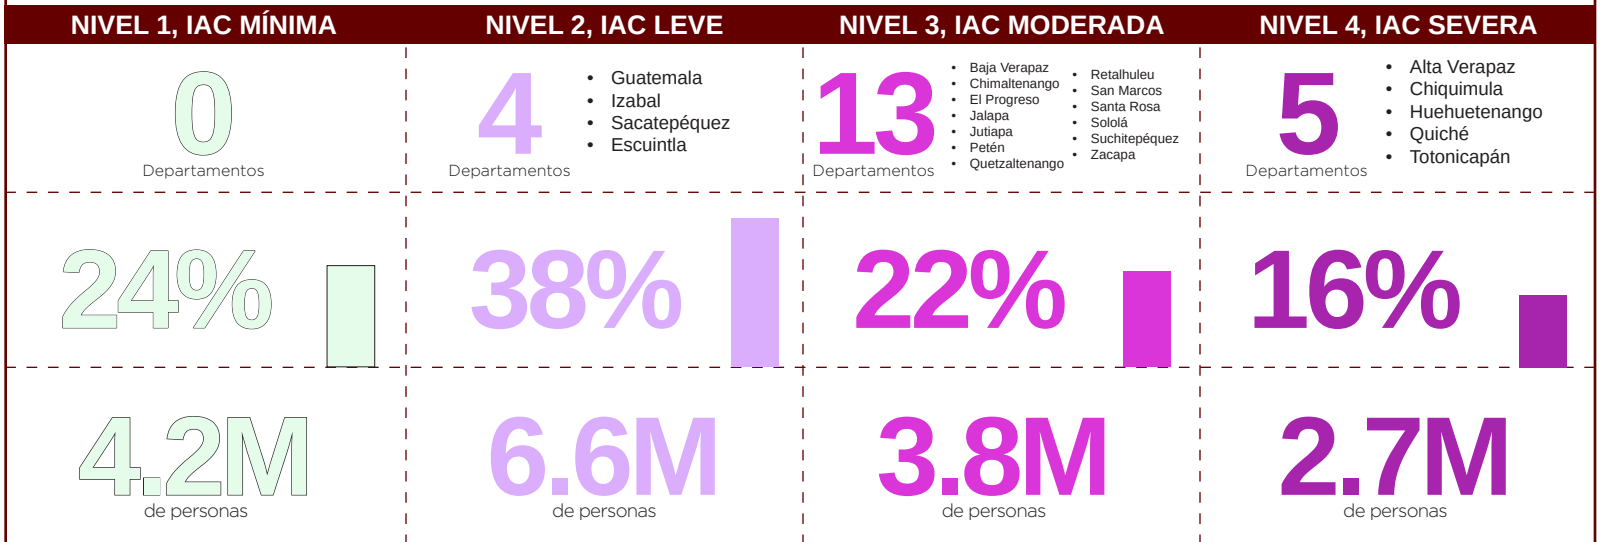 NIVEL 1, IAC MÍNIMA
0
Departamentos
24%
4.2M
de personas
NIVEL 2, IAC LEVE
4
Departamentos
• Guatemala
• Izabal
• Sacatepéquez
• Escuintla
38%
6.6M
de personas
NIVEL 3, IAC MODERADA
13
Departamentos
• Baja Verapaz
• Chimaltenango
• El Progreso
• Jalapa
• Jutiapa
• Petén
• Quetzaltenango
• Retalhuleu
• San Marcos
• Santa Rosa
• Sololá
• Suchitepéquez
• Zacapa
22%
3.8M
de personas
NIVEL 4, IAC SEVERA
5
Departamentos
• Alta Verapaz
• Chiquimula
• Huehuetenango
• Quiché
• Totonicapán
16%
2.7M
de personas